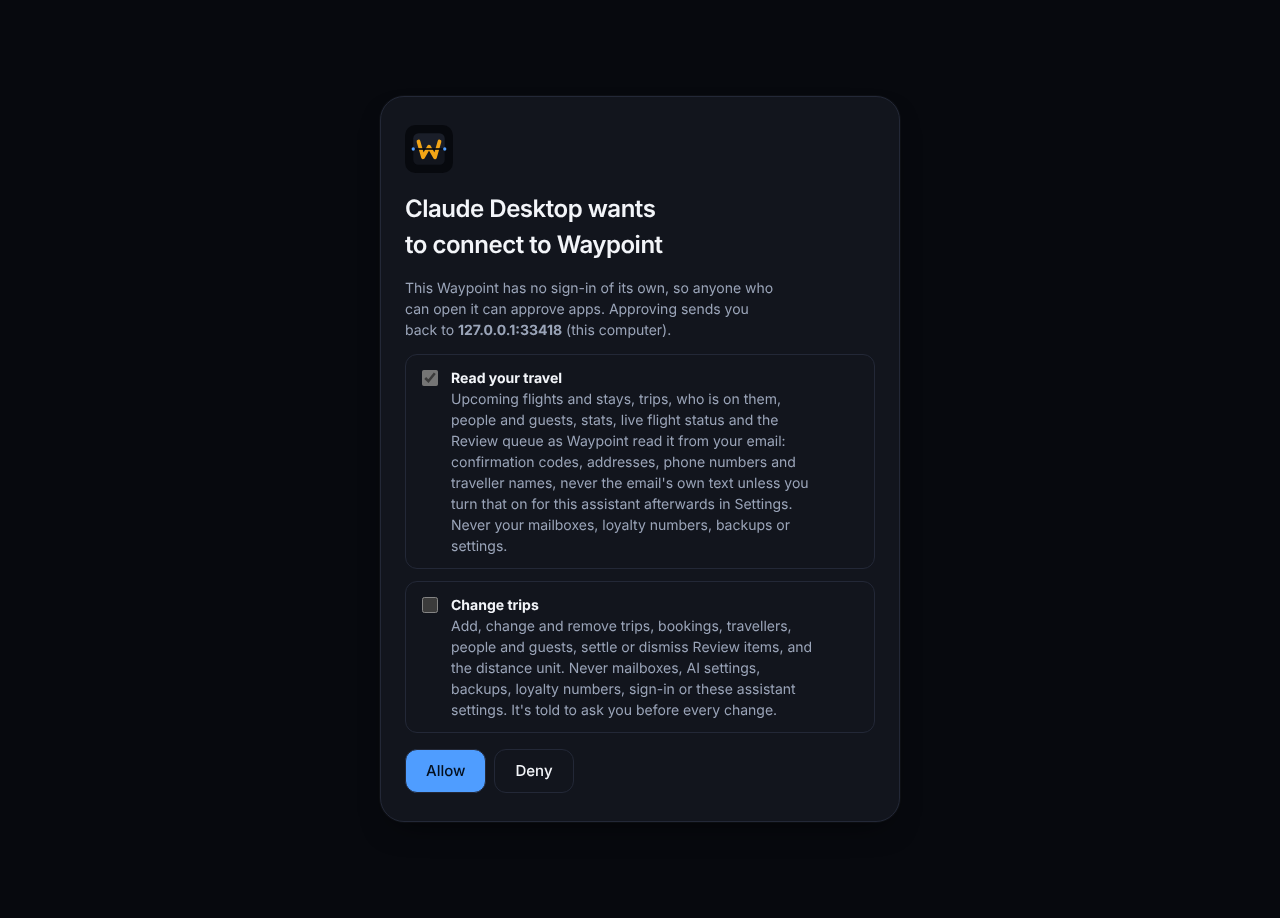 W
Claude Desktop wants
to connect to Waypoint
This Waypoint has no sign-in of its own, so anyone who
can open it can approve apps. Approving sends you
back to 127.0.0.1:33418 (this computer).
Read your travel
Upcoming flights and stays, trips, who is on them,
people and guests, stats, live flight status and the
Review queue as Waypoint read it from your email:
confirmation codes, addresses, phone numbers and
traveller names, never the email's own text unless you
turn that on for this assistant afterwards in Settings.
Never your mailboxes, loyalty numbers, backups or
settings.
Change trips
Add, change and remove trips, bookings, travellers,
people and guests, settle or dismiss Review items, and
the distance unit. Never mailboxes, AI settings,
backups, loyalty numbers, sign-in or these assistant
settings. It's told to ask you before every change.
Allow
Deny